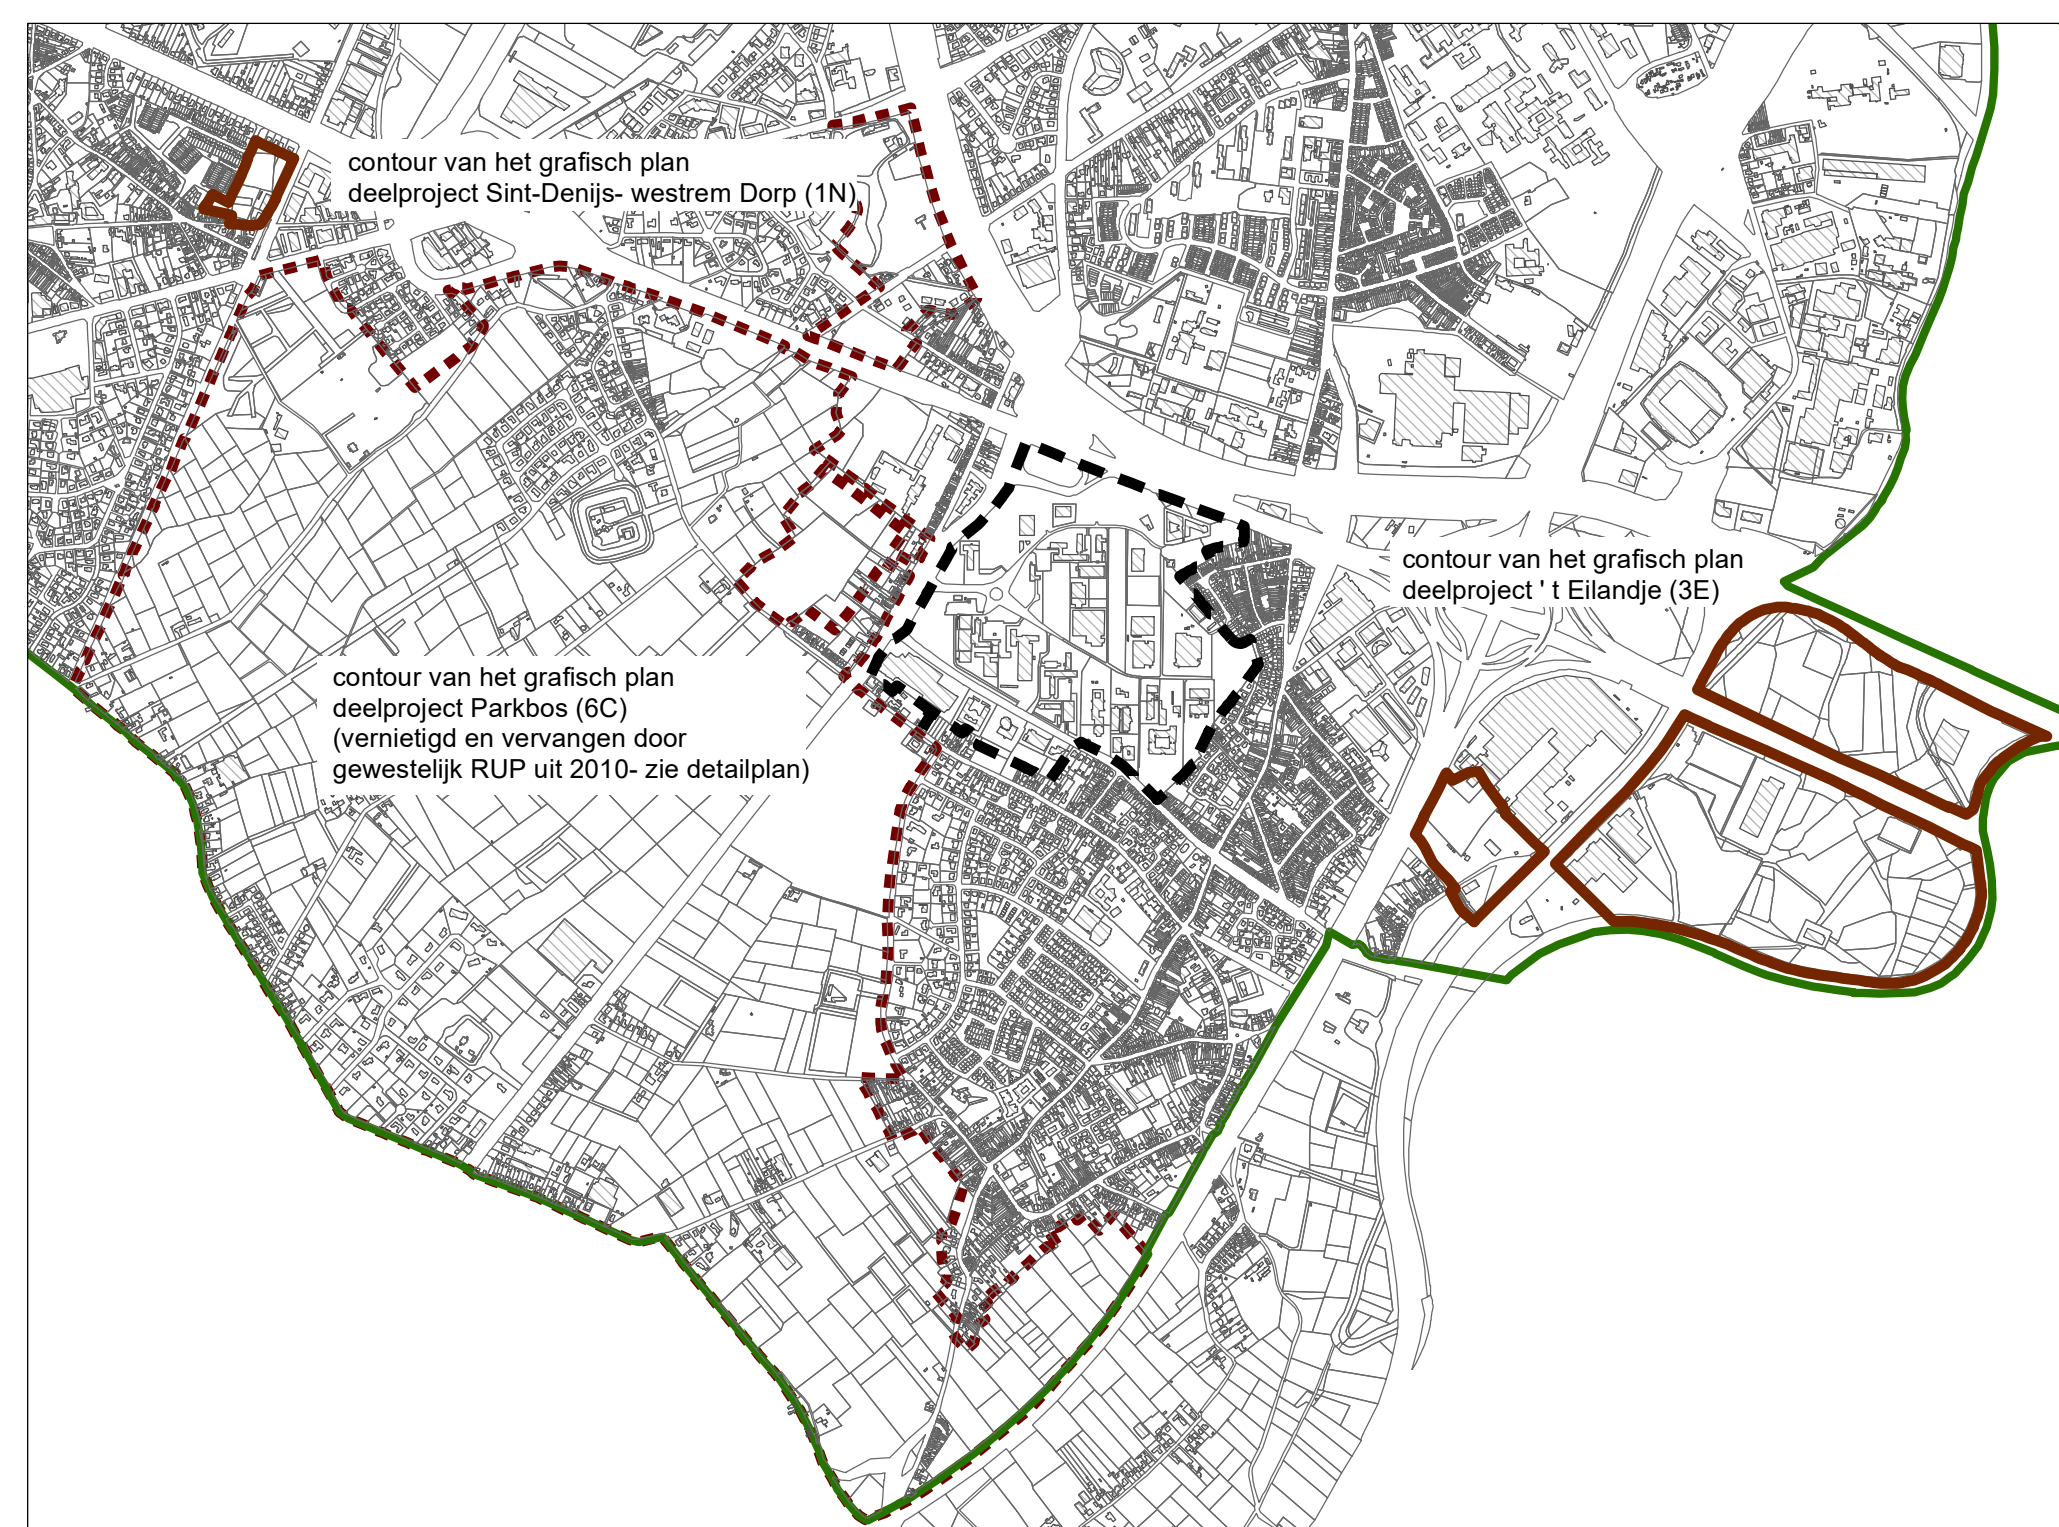 contour van het grafisch plan
deelproject Sint-Denijs- westrem Dorp (1N)
contour van het grafisch plan
deelproject ' t Eilandje (3E)
contour van het grafisch plan
deelproject Parkbos (6C)
(vernietigd en vervangen door
gewestelijk RUP uit 2010- zie detailplan)